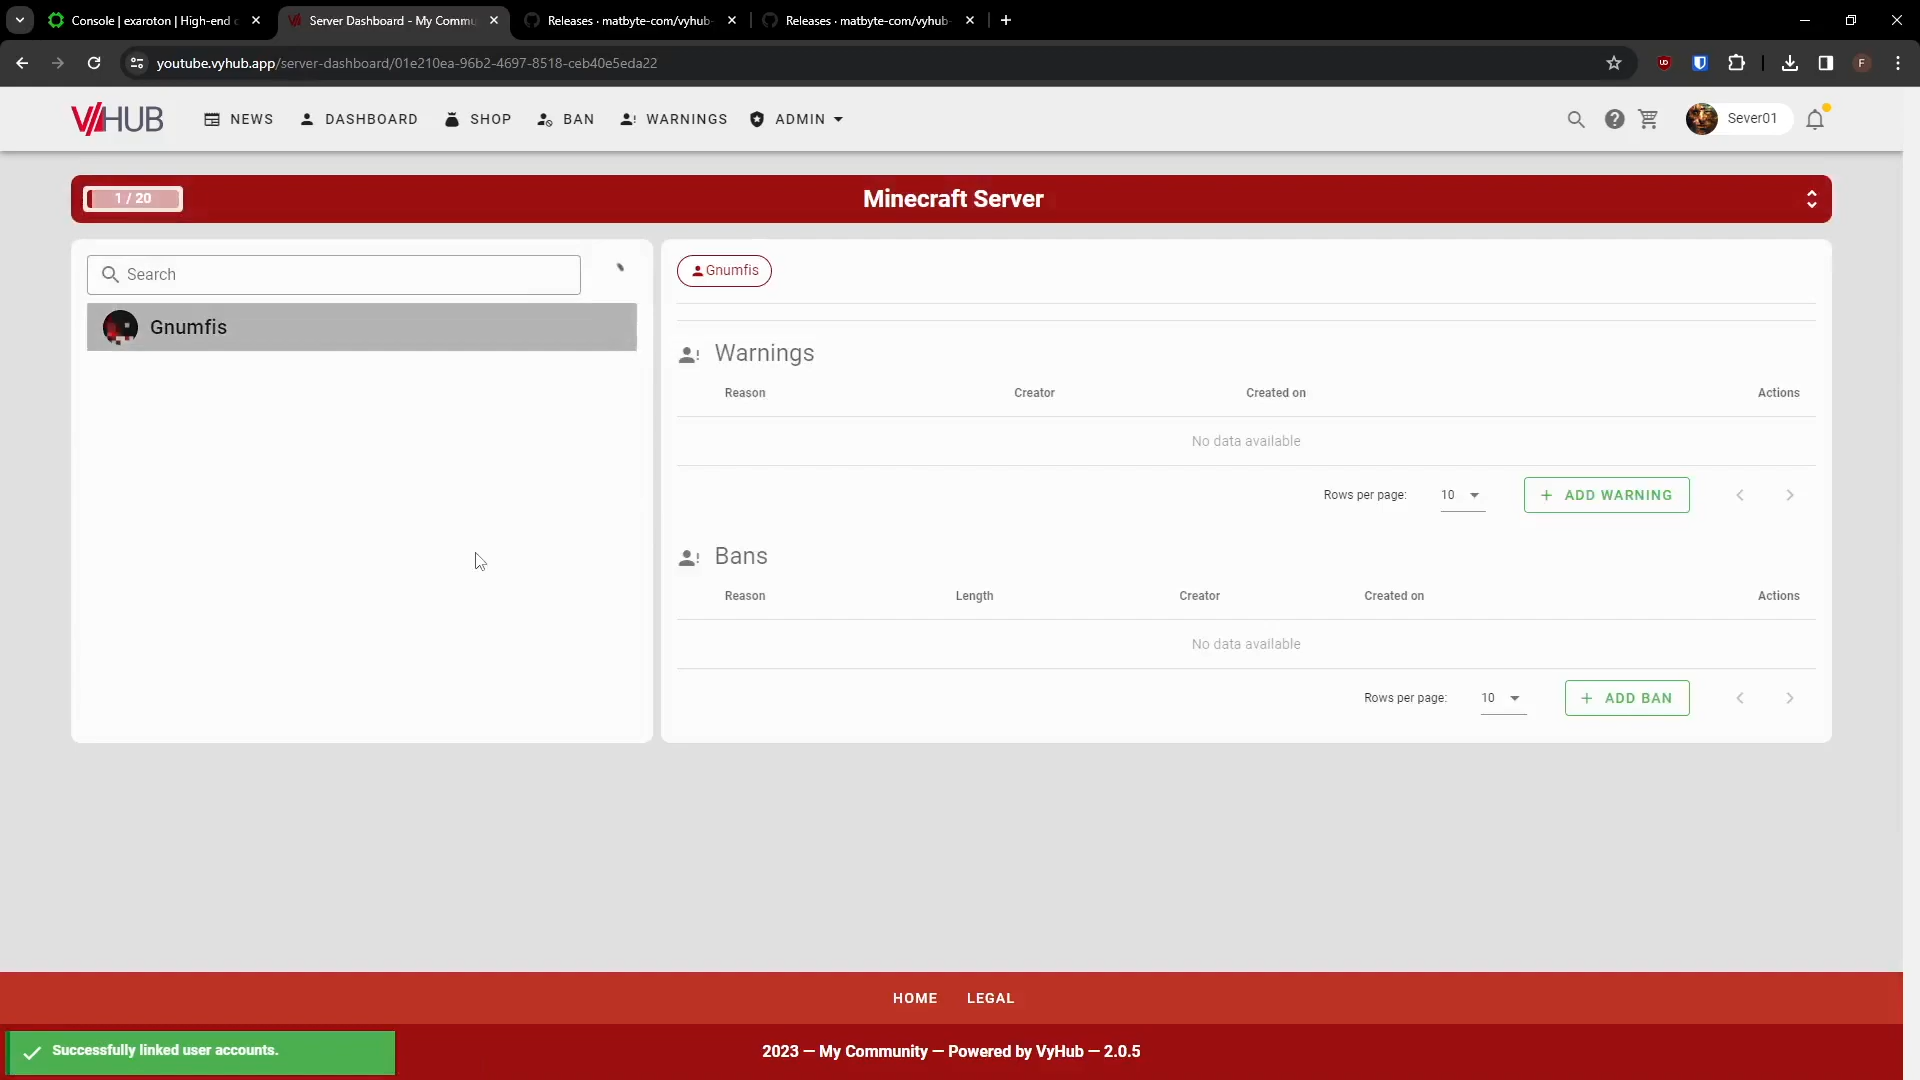 Console | exaroton | High-end c
Server Dashboard - My Commu
Releases · matbyte-com/vyhub-
Releases · matbyte-com/vyhub-
youtube.vyhub.app/server-dashboard/01e210ea-96b2-4697-8518-ceb40e5eda22
F
VYHUB
NEWS
DASHBOARD
SHOP
BAN
WARNINGS
ADMIN
Sever01
1 / 20
Minecraft Server
Search
Gnumfis
Gnumfis
Warnings
Reason Creator Created on Actions
No data available
Rows per page: 10
ADD WARNING
Bans
Reason Length Creator Created on Actions
No data available
Rows per page: 10
ADD BAN
HOME LEGAL
Successfully linked user accounts.
2023 — My Community — Powered by VyHub — 2.0.5